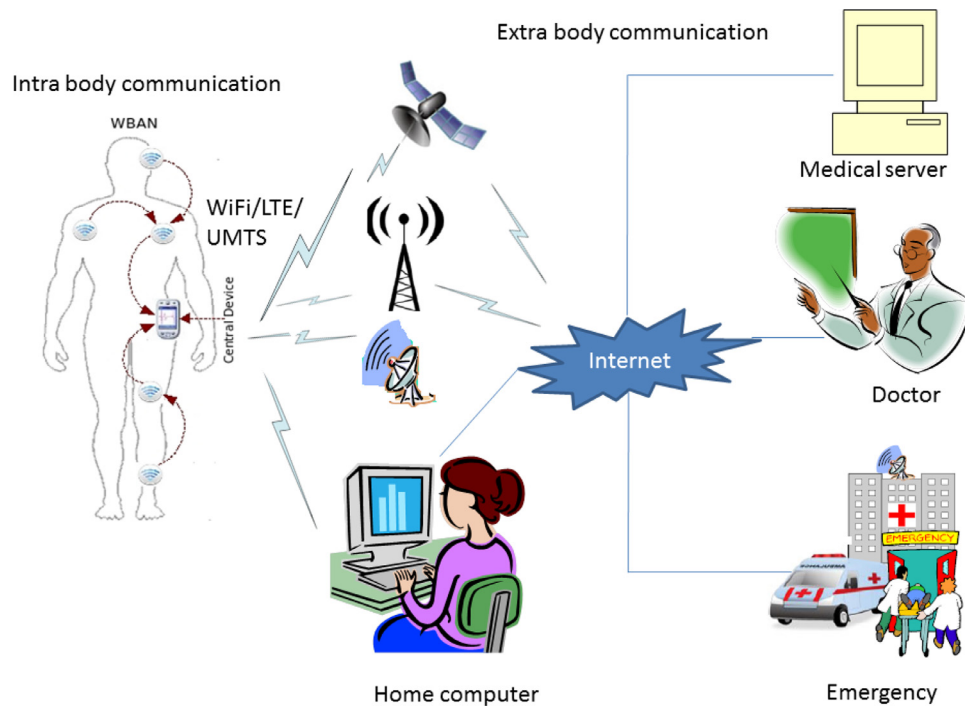 Extra body communication
Intra body communication
WBAN
WiFi/LTE/
UMTS
Central Device
Medical server
Internet
Doctor
EMERGENCY
Home computer
Emergency